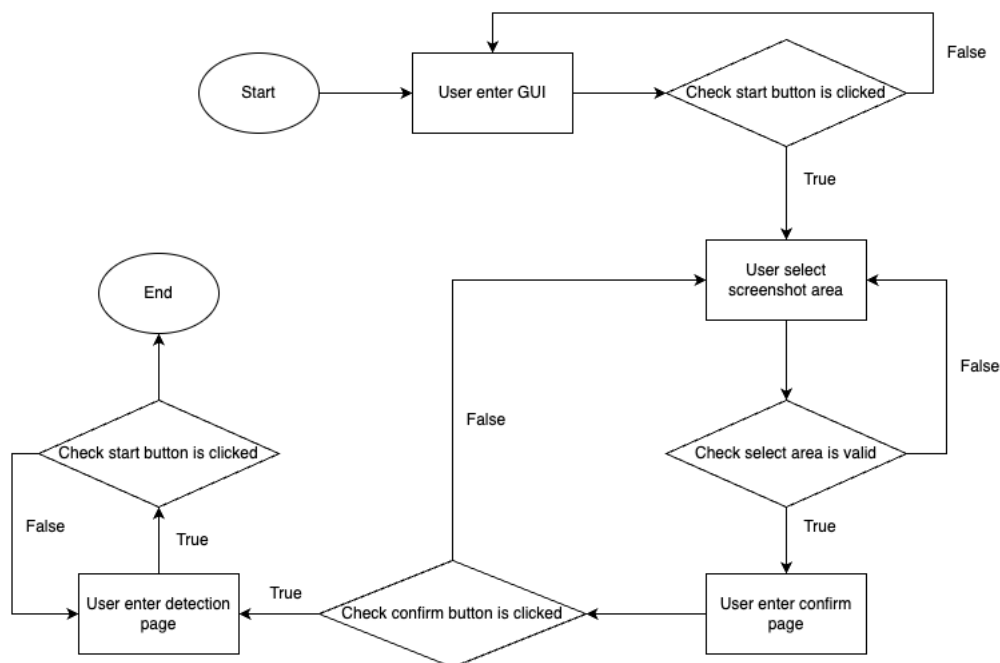 Start
User enter GUI
Check start button is clicked
False
True
User select
screenshot area
False
Check select area is valid
True
User enter confirm
page
Check confirm button is clicked
False
True
User enter detection
page
True
Check start button is clicked
False
End